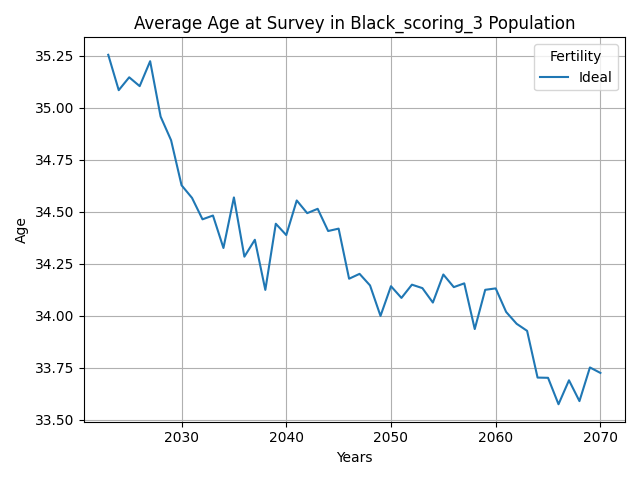 Average Age at Survey in Black_scoring_3 Population
Fertility
Ideal
35.25
35.00
34.75
34.50
34.25
34.00
33.75
33.50
Age
2030 2040 2050 2060 2070
Years